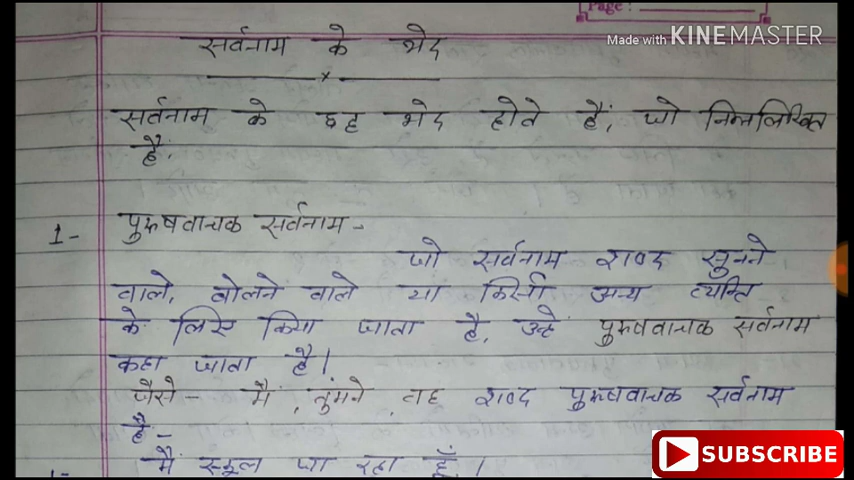 Page :
Made with KINEMASTER
सर्वनाम के भेद
सर्वनाम के छह भेद होते हैं, जो निम्नलिखित
हैं.
1- पुरुषवाचक सर्वनाम -
जो सर्वनाम शब्द सुनने
वाले, बोलने वाले या किसी अन्य व्यक्ति
के लिए किया जाता है, उन्हे पुरुषवाचक सर्वनाम
कहा जाता है।
जैसे - मैं, तुमने, वह शब्द पुरुषवाचक सर्वनाम
है -
मैं स्कूल जा रहा हूँ।
SUBSCRIBE